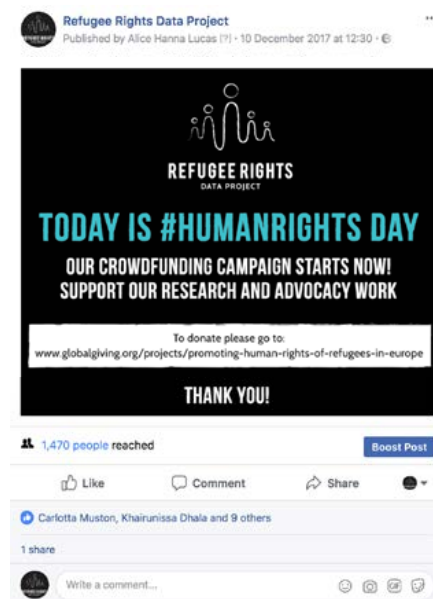 Refugee Rights Data Project
Published by Alice Hanna Lucas [?] · 10 December 2017 at 12:30 ·
REFUGEE RIGHTS
DATA PROJECT
TODAY IS #HUMANRIGHTS DAY
OUR CROWDFUNDING CAMPAIGN STARTS NOW!
SUPPORT OUR RESEARCH AND ADVOCACY WORK
To donate please go to:
www.globalgiving.org/projects/promoting-human-rights-of-refugees-in-europe
THANK YOU!
1,470 people reached
Boost Post
Like Comment Share
Carlotta Muston, Khairunissa Dhala and 9 others
1 share
Write a comment...
GIF